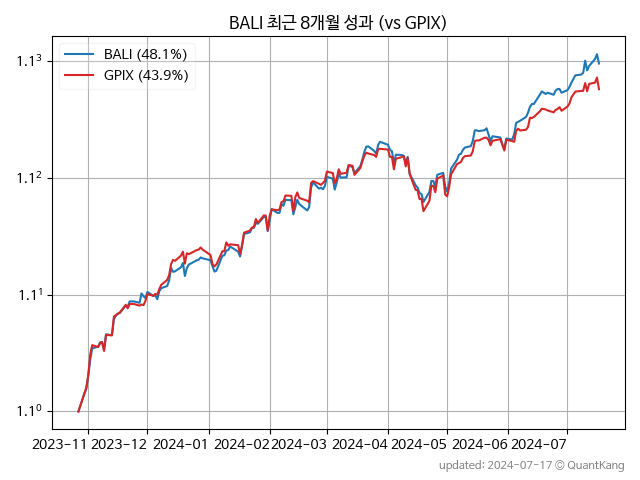 BALI 최근 8개월 성과 (vs GPIX)
BALI (48.1%)
GPIX (43.9%)
1.1³
1.1²
1.1¹
1.1⁰
2023-11 2023-12 2024-01 2024-02 2024-03 2024-04 2024-05 2024-06 2024-07
updated: 2024-07-17 © QuantKang